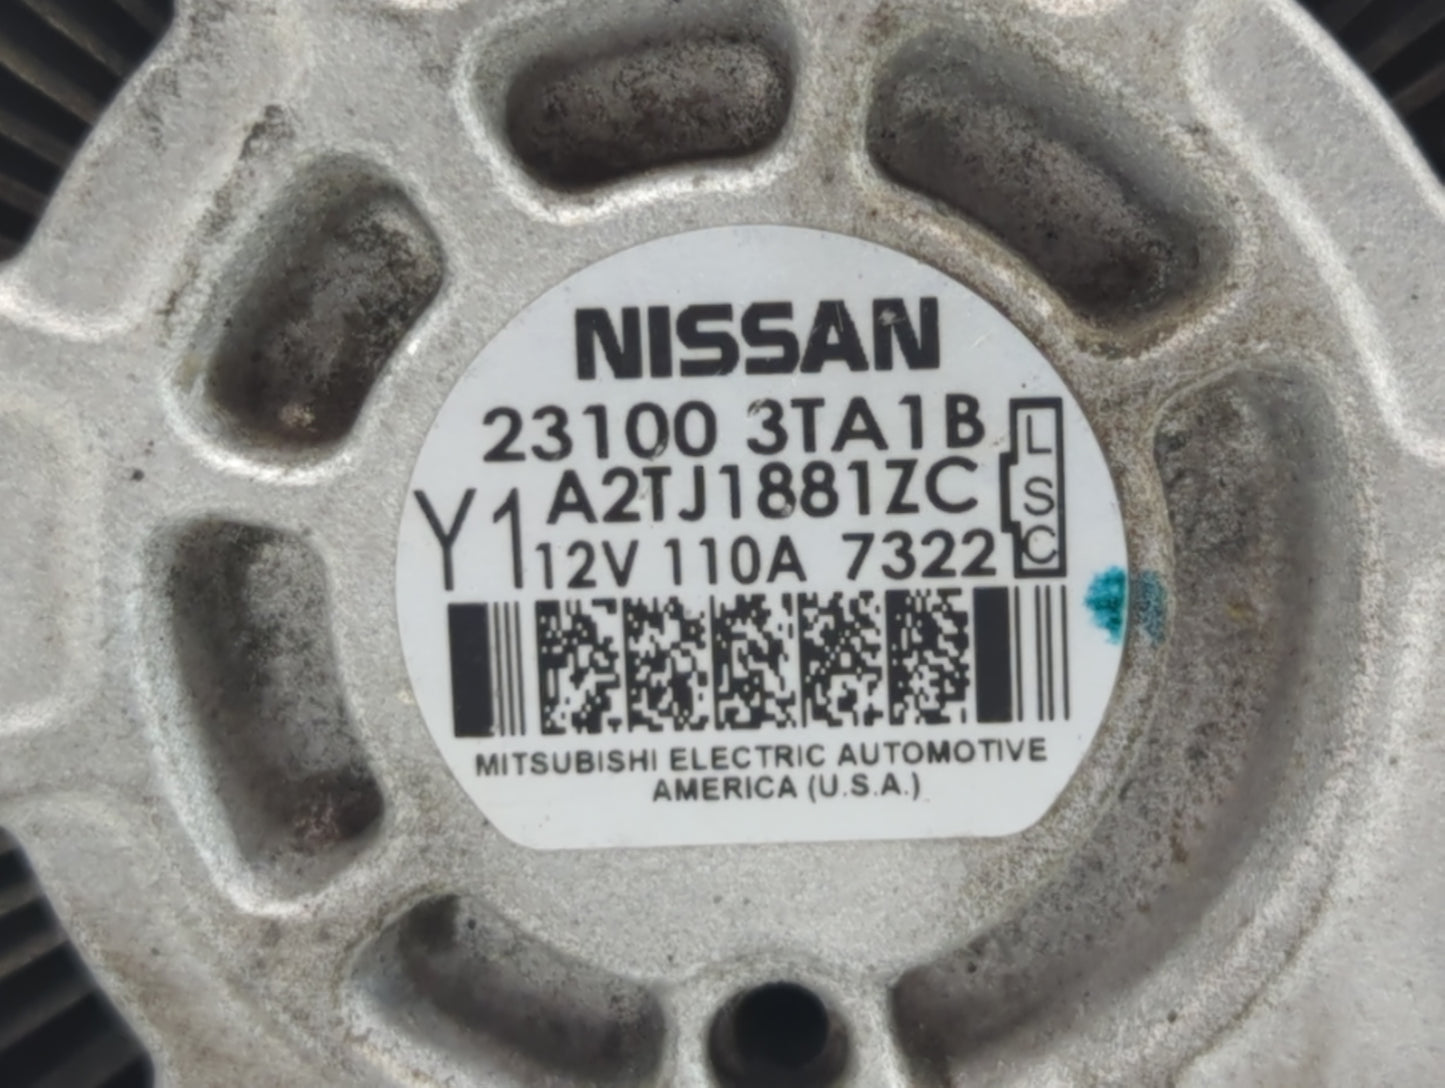 NISSAN
23100 3TA1B
A2TJ1881ZC
Y1
12V 110A 7322
L
S
C
MITSUBISHI ELECTRIC AUTOMOTIVE
AMERICA (U.S.A.)